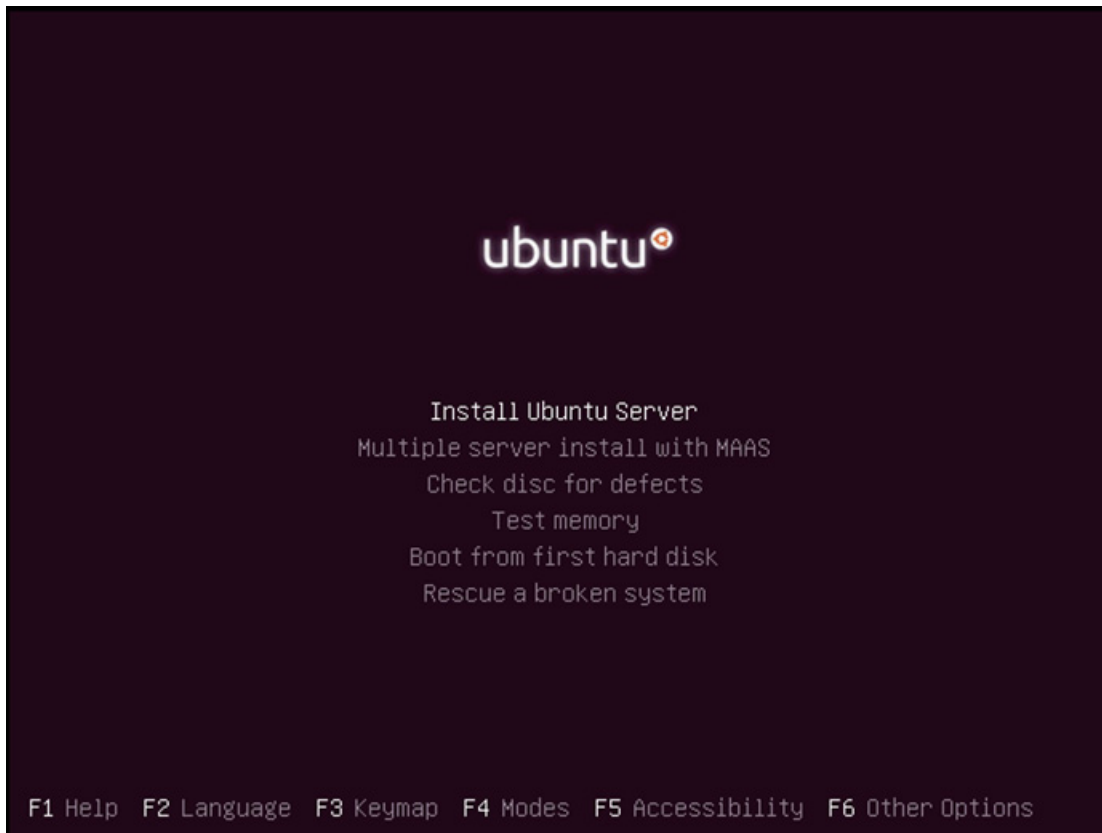 ubuntu
Install Ubuntu Server
Multiple server install with MAAS
Check disc for defects
Test memory
Boot from first hard disk
Rescue a broken system
F1 Help F2 Language F3 Keymap F4 Modes F5 Accessibility F6 Other Options